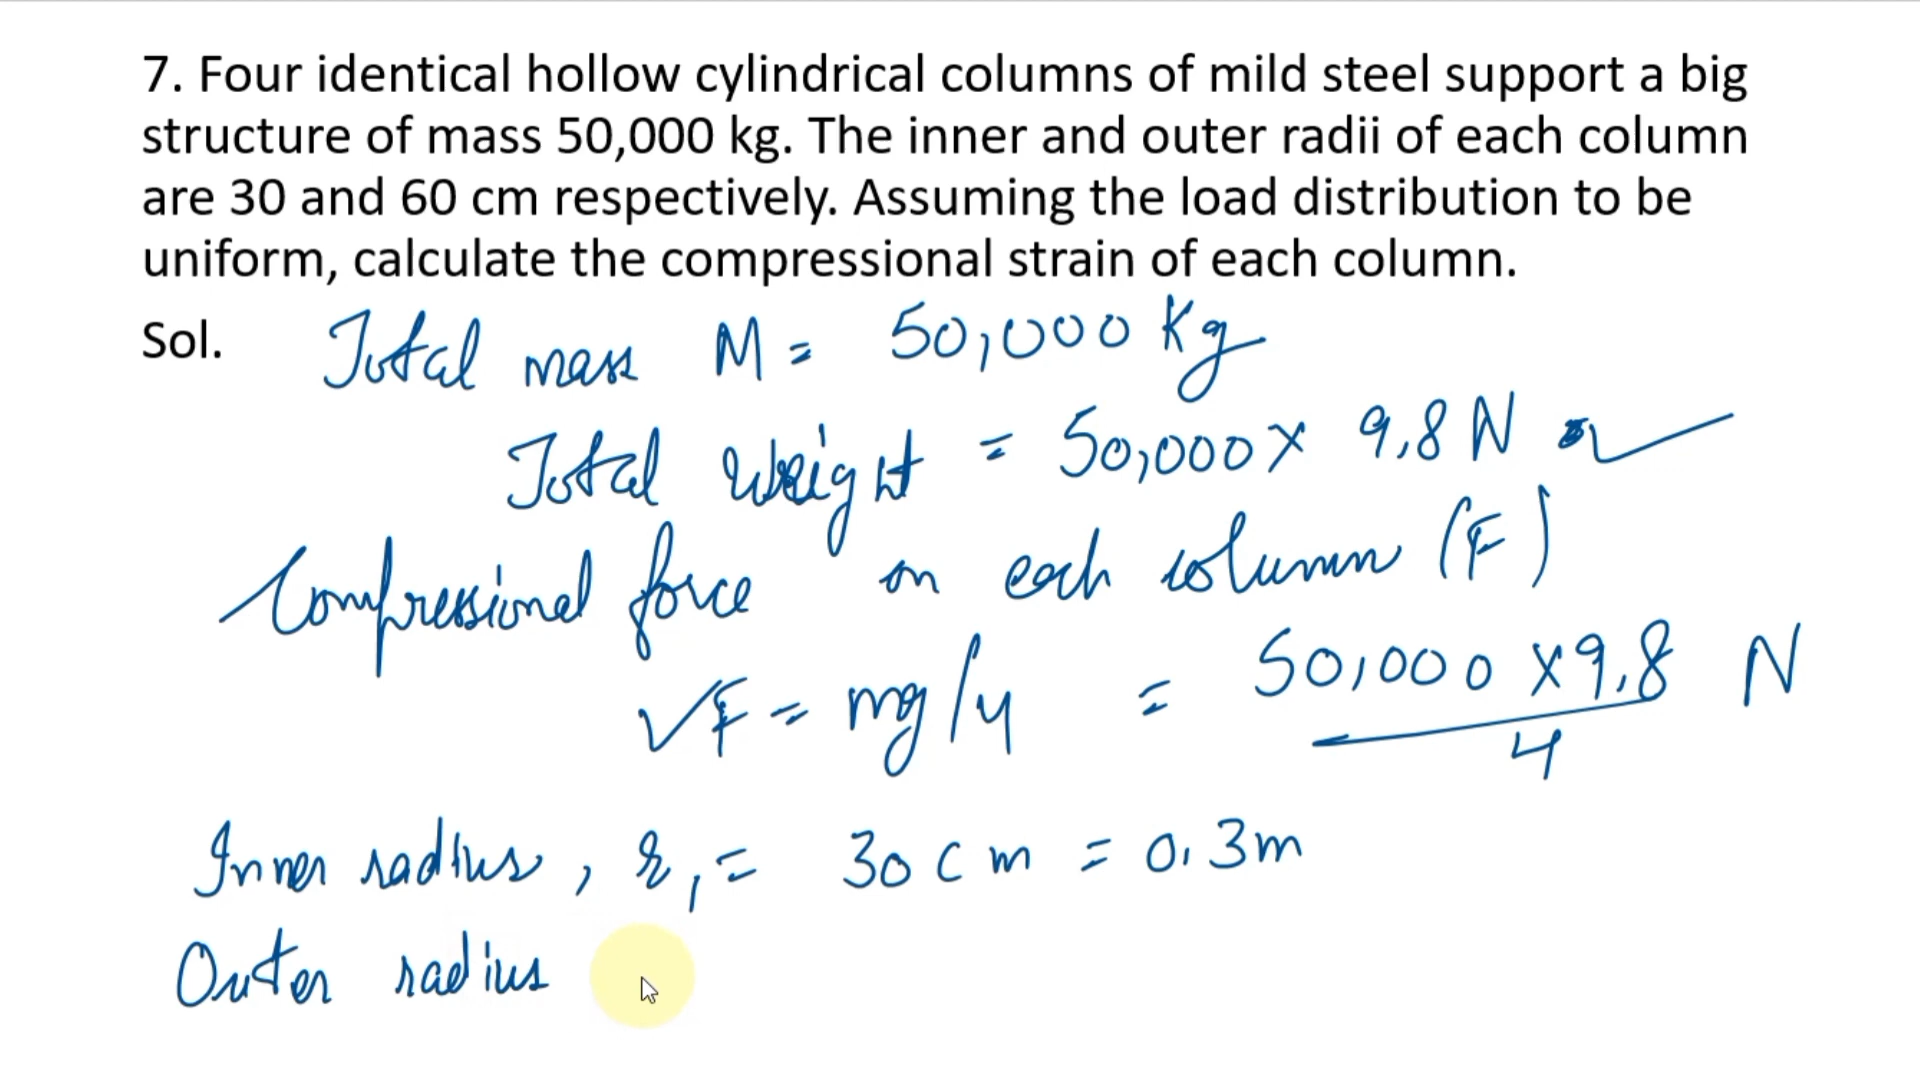 7. Four identical hollow cylindrical columns of mild steel support a big
structure of mass 50,000 kg. The inner and outer radii of each column
are 30 and 60 cm respectively. Assuming the load distribution to be
uniform, calculate the compressional strain of each column.
Sol. Total mass M = 50,000 Kg
Total weight = 50,000 x 9.8 N
Compressional force on each column (F)
✓F = mg/4 = 50,000 x 9.8 / 4 N
Inner radius, r₁ = 30 cm = 0.3m
Outer radius